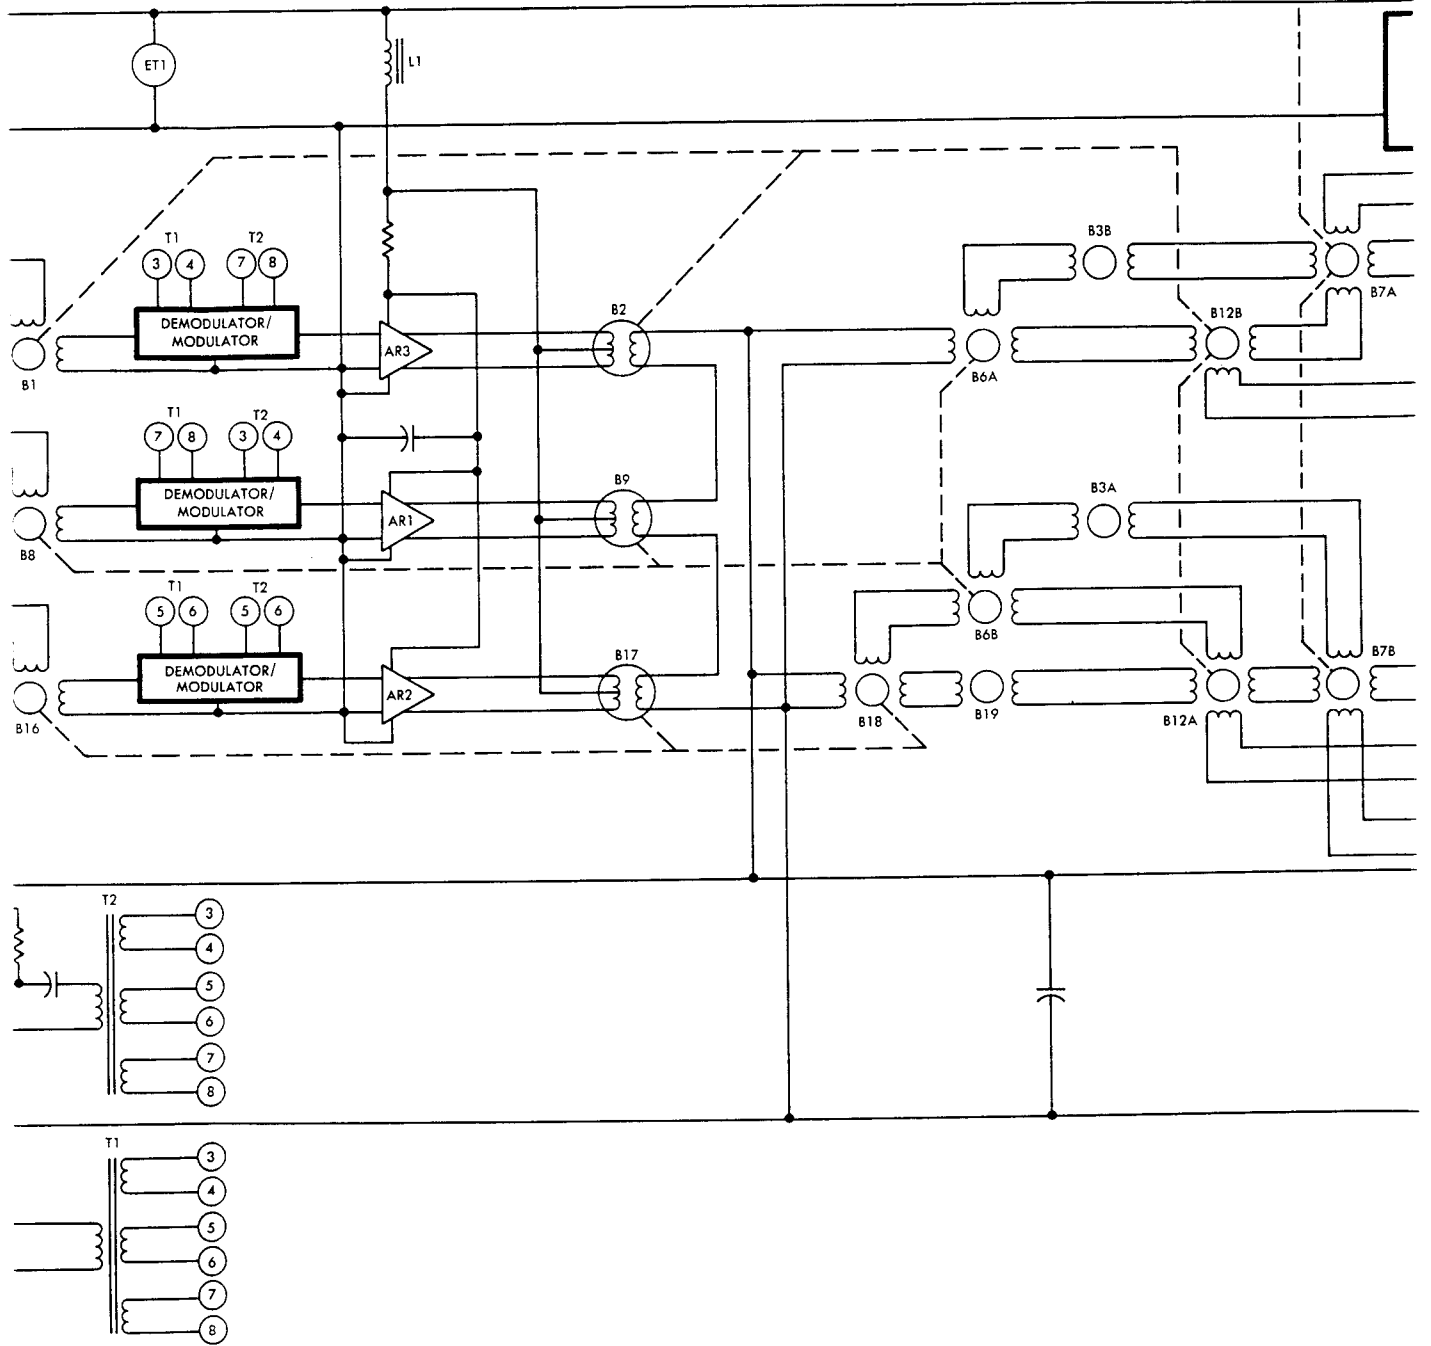 ET1
L1
B3B
T1 T2
3 4 7 8
B7A
B2
B12B
DEMODULATOR/
MODULATOR
AR3
B1
B6A
T1 T2
7 8 3 4
B9
B3A
DEMODULATOR/
MODULATOR
AR1
B8
T1 T2
5 6 5 6
B6B
B17
B7B
DEMODULATOR/
MODULATOR
AR2
B16
B18
B19
B12A
T2
3
4
5
6
7
8
T1
3
4
5
6
7
8